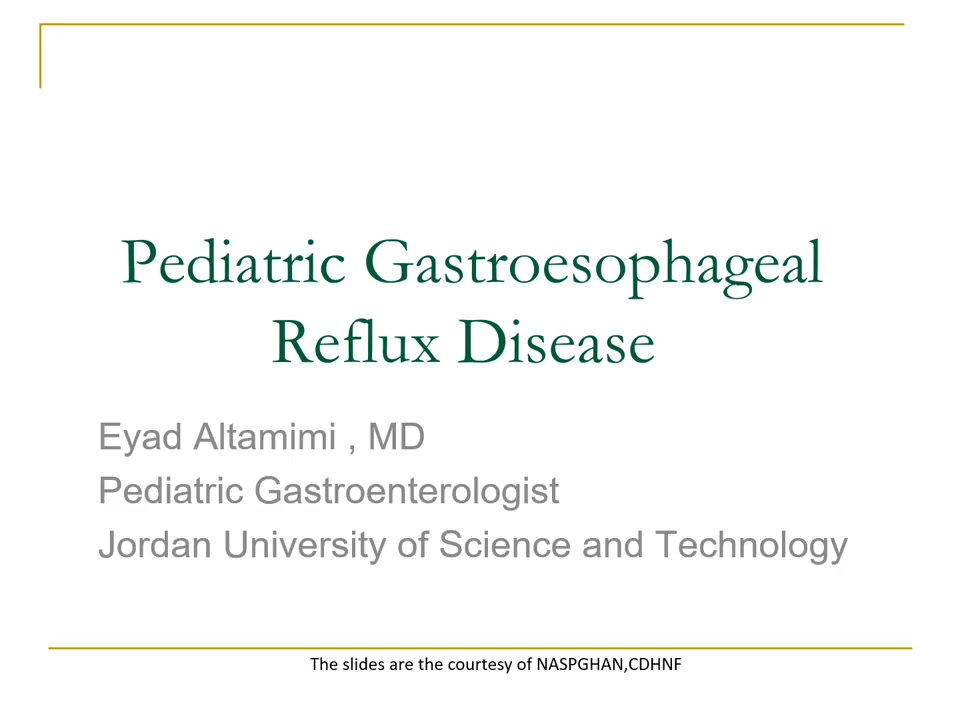 Pediatric Gastroesophageal
Reflux Disease
Eyad Altamimi , MD
Pediatric Gastroenterologist
Jordan University of Science and Technology
The slides are the courtesy of NASPGHAN,CDHNF